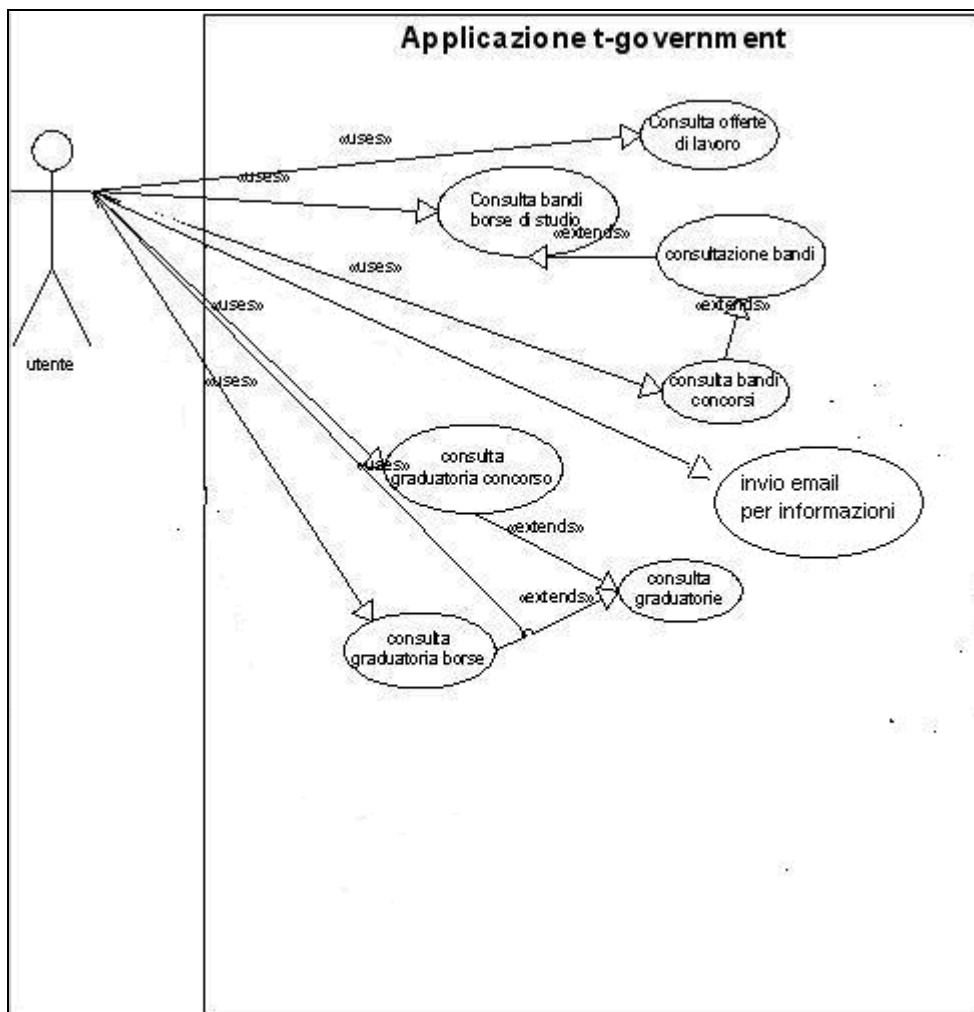 Applicazione t-government
Consulta offerte
di lavoro
«uses»
«uses»
Consulta bandi
borse di studio
«extends»
consultazione bandi
«uses»
«uses»
«extends»
utente
consulta bandi
concorsi
«uses»
consulta
graduatoria concorso
«uses»
invio email
per informazioni
«extends»
consulta
graduatorie
«extends»
consulta
graduatoria borse